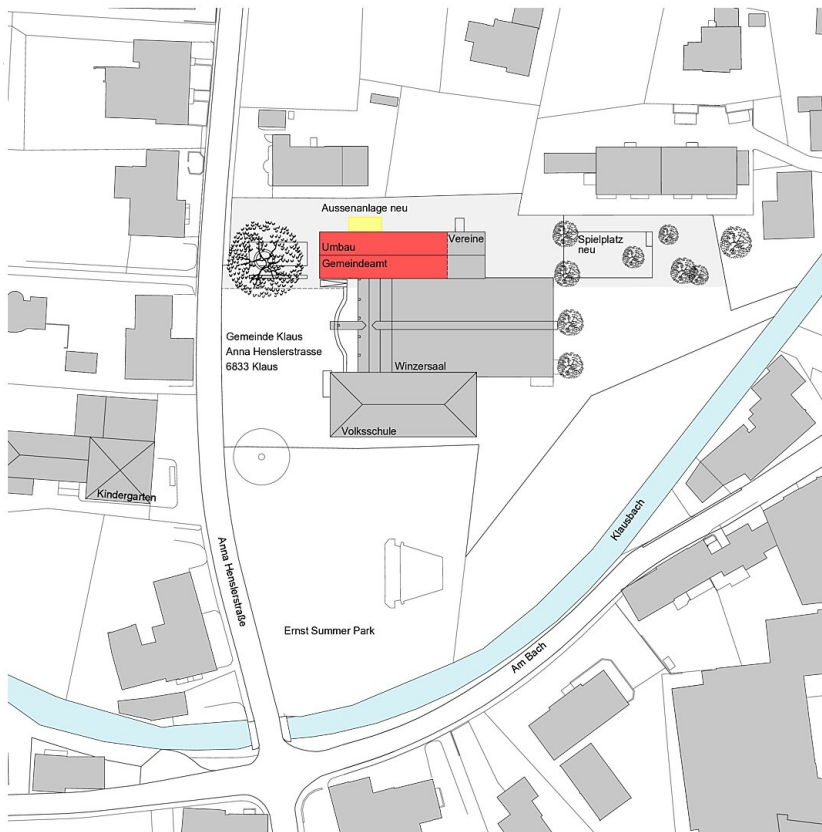 Aussenanlage neu
Umbau
Vereine
Gemeindeamt
Spielplatz
neu
Gemeinde Klaus
Anna Henslerstrasse
6833 Klaus
Winzersaal
Volksschule
Kindergarten
Anna Henslerstraße
Klausbach
Ernst Summer Park
Am Bach